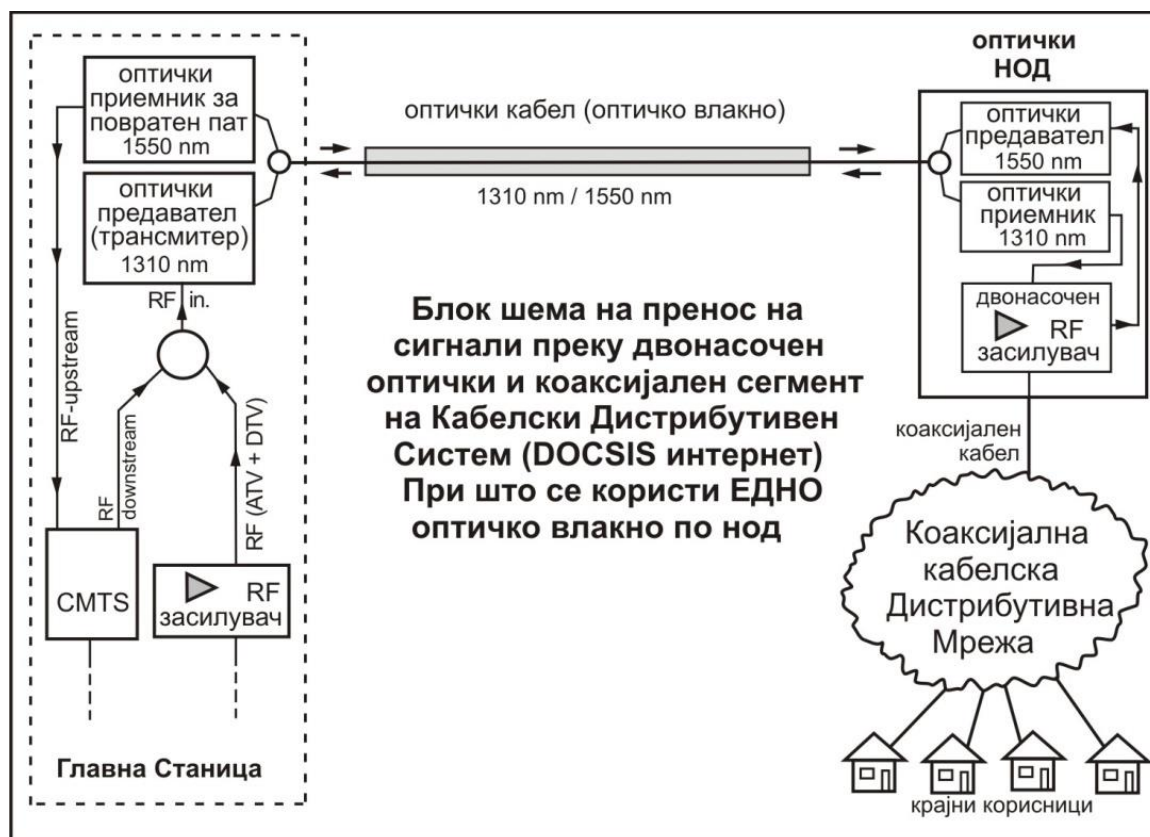 оптички
приемник за
повратен пат
1550 nm
оптички
предавател
(трансмитер)
1310 nm
RF in.
RF-upstream
RF
downstream
RF (ATV + DTV)
CMTS
RF
засилувач
Главна Станица
оптички кабел (оптичко влакно)
1310 nm / 1550 nm
Блок шема на пренос на
сигнали преку двонасочен
оптички и коаксијален сегмент
на Кабелски Дистрибутивен
Систем (DOCSIS интернет)
При што се користи ЕДНО
оптичко влакно по нод
оптички
НОД
оптички
предавател
1550 nm
оптички
приемник
1310 nm
двонасочен
RF
засилувач
коаксијален
кабел
Коаксијална
кабелска
Дистрибутивна
Мрежа
крајни корисници